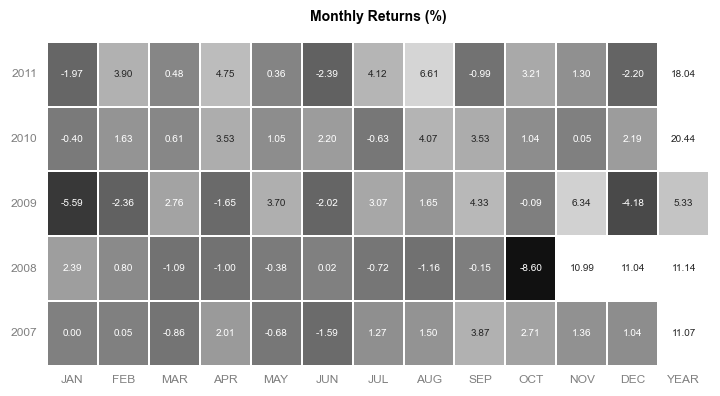 Monthly Returns (%)
2011 -1.97 3.90 0.48 4.75 0.36 -2.39 4.12 6.61 -0.99 3.21 1.30 -2.20 18.04
2010 -0.40 1.63 0.61 3.53 1.05 2.20 -0.63 4.07 3.53 1.04 0.05 2.19 20.44
2009 -5.59 -2.36 2.76 -1.65 3.70 -2.02 3.07 1.65 4.33 -0.09 6.34 -4.18 5.33
2008 2.39 0.80 -1.09 -1.00 -0.38 0.02 -0.72 -1.16 -0.15 -8.60 10.99 11.04 11.14
2007 0.00 0.05 -0.86 2.01 -0.68 -1.59 1.27 1.50 3.87 2.71 1.36 1.04 11.07
JAN FEB MAR APR MAY JUN JUL AUG SEP OCT NOV DEC YEAR